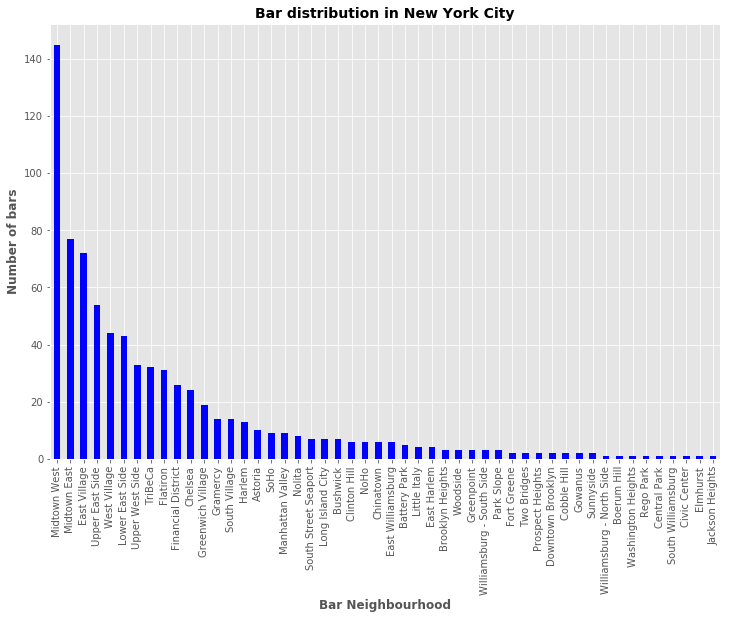 Bar distribution in New York City
Number of bars
140
120
100
80
60
40
20
0
Midtown West
Midtown East
East Village
Upper East Side
West Village
Lower East Side
Upper West Side
TriBeCa
Flatiron
Financial District
Chelsea
Greenwich Village
Gramercy
South Village
Harlem
Astoria
SoHo
Manhattan Valley
Nolita
South Street Seaport
Long Island City
Bushwick
Clinton Hill
NoHo
Chinatown
East Williamsburg
Battery Park
Little Italy
East Harlem
Brooklyn Heights
Woodside
Greenpoint
Williamsburg - South Side
Park Slope
Fort Greene
Two Bridges
Prospect Heights
Downtown Brooklyn
Cobble Hill
Gowanus
Sunnyside
Williamsburg - North Side
Boerum Hill
Washington Heights
Rego Park
Central Park
South Williamsburg
Civic Center
Elmhurst
Jackson Heights
Bar Neighbourhood